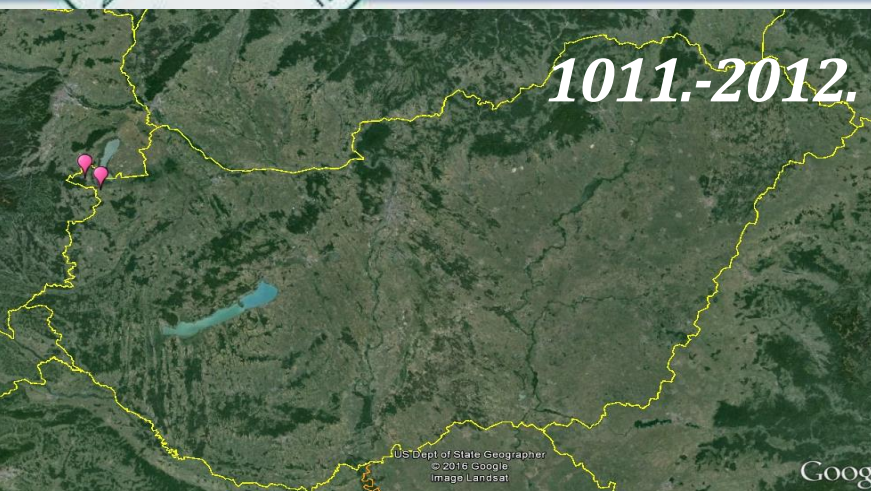 1011.-2012.
US Dept of State Geographer
© 2016 Google
Image Landsat
Goog